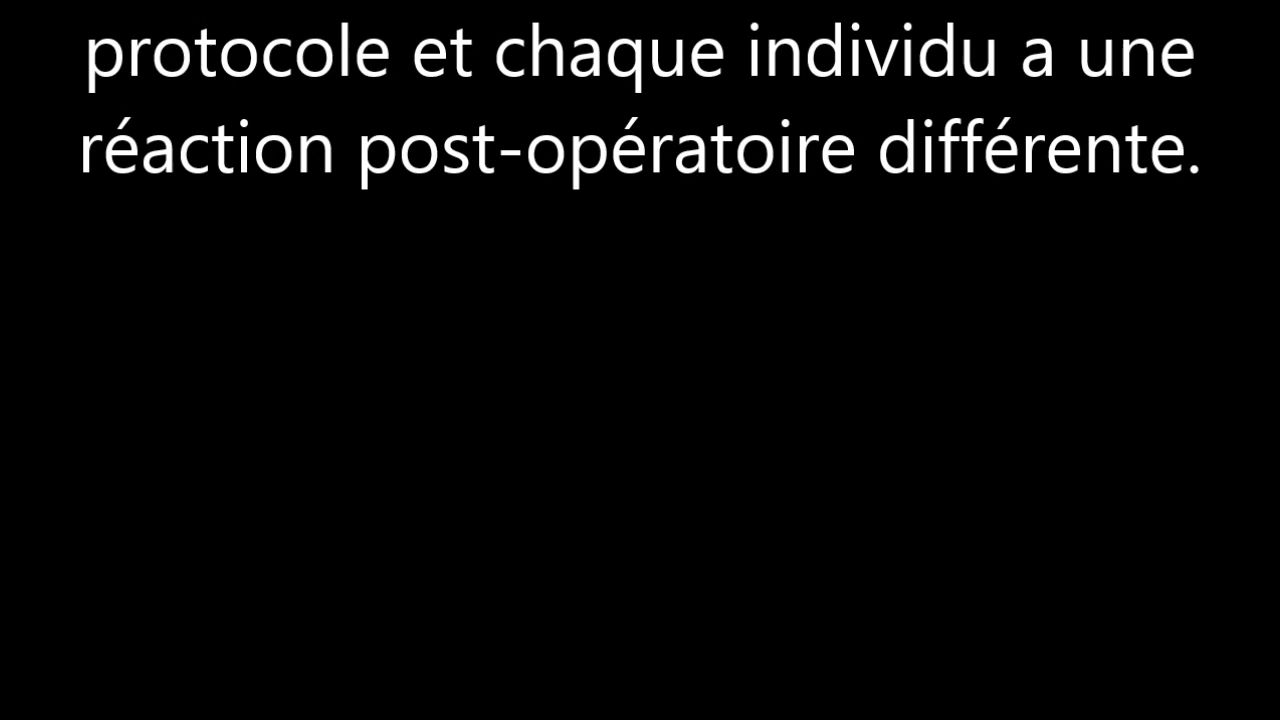 protocole et chaque individu a une
réaction post-opératoire différente.